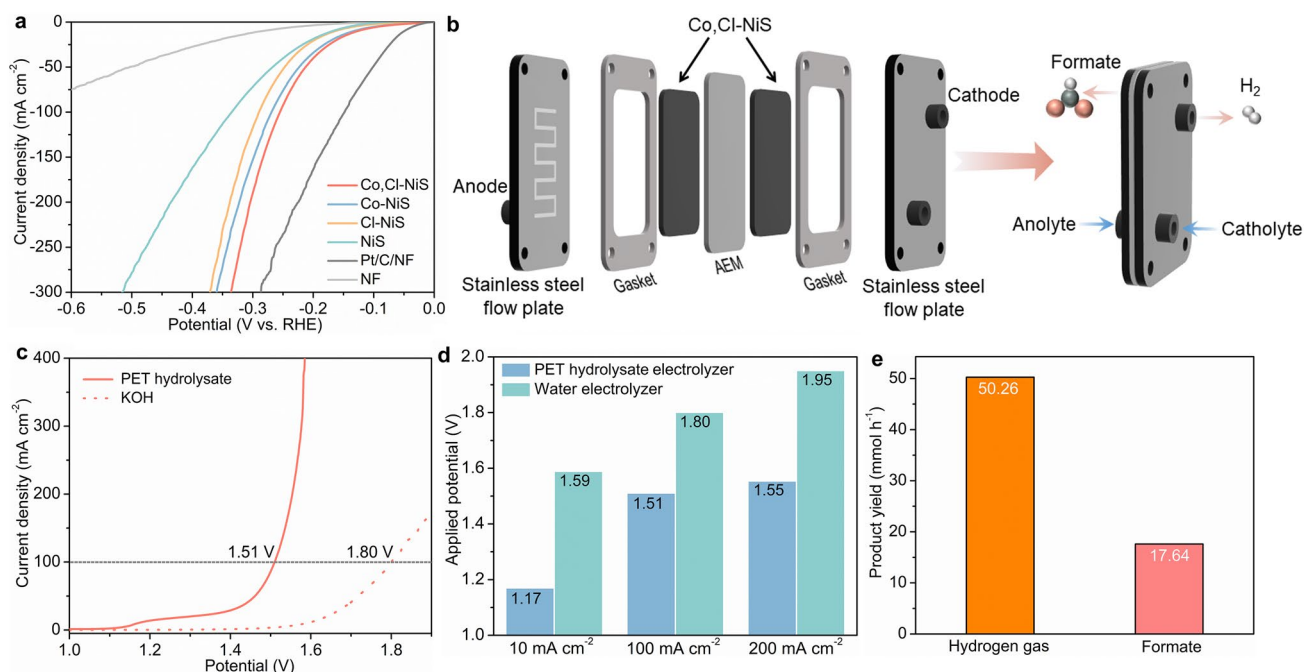 a
0
-50
-100
-150
-200
-250
-300
Current density (mA cm⁻²)
-0.6
-0.5
-0.4
-0.3
-0.2
-0.1
0.0
Potential (V vs. RHE)
Co,Cl-NiS
Co-NiS
Cl-NiS
NiS
Pt/C/NF
NF
b
Co,Cl-NiS
Anode
Stainless steel
flow plate
Gasket
AEM
Gasket
Cathode
Stainless steel
flow plate
Formate
H₂
Anolyte
Catholyte
c
400
300
200
100
0
Current density (mA cm⁻²)
PET hydrolysate
KOH
1.51 V
1.80 V
1.0
1.2
1.4
1.6
1.8
Potential (V)
d
2.0
1.8
1.6
1.4
1.2
1.0
Applied potential (V)
PET hydrolysate electrolyzer
Water electrolyzer
1.17
1.59
1.51
1.80
1.55
1.95
10 mA cm⁻²
100 mA cm⁻²
200 mA cm⁻²
e
50
40
30
20
10
0
Product yield (mmol h⁻¹)
50.26
17.64
Hydrogen gas
Formate